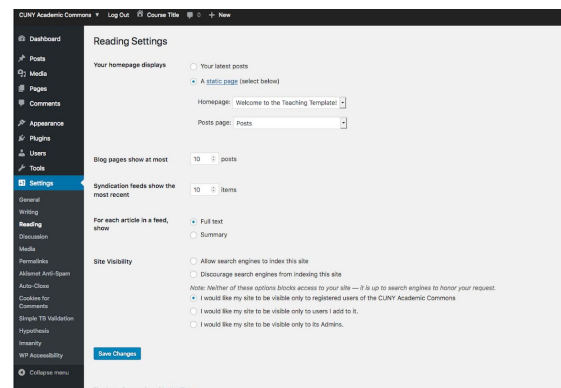 CUNY Academic Commons ▼ Log Out Course Title 0 + New
Dashboard
Posts
Media
Pages
Comments
Appearance
Plugins
Users
Tools
Settings
General
Writing
Reading
Discussion
Media
Permalinks
Akismet Anti-Spam
Auto-Close
Cookies for
Comments
Simple TB Validation
Hypothesis
Imsanity
WP Accessibility
Collapse menu
Reading Settings
Your homepage displays
Your latest posts
A static page (select below)
Homepage: Welcome to the Teaching Template!
Posts page: Posts
Blog pages show at most 10 posts
Syndication feeds show the
most recent
10 items
For each article in a feed,
show
Full text
Summary
Site Visibility
Allow search engines to index this site
Discourage search engines from indexing this site
Note: Neither of these options blocks access to your site — it is up to search engines to honor your request.
I would like my site to be visible only to registered users of the CUNY Academic Commons
I would like my site to be visible only to users I add to it.
I would like my site to be visible only to its Admins.
Save Changes